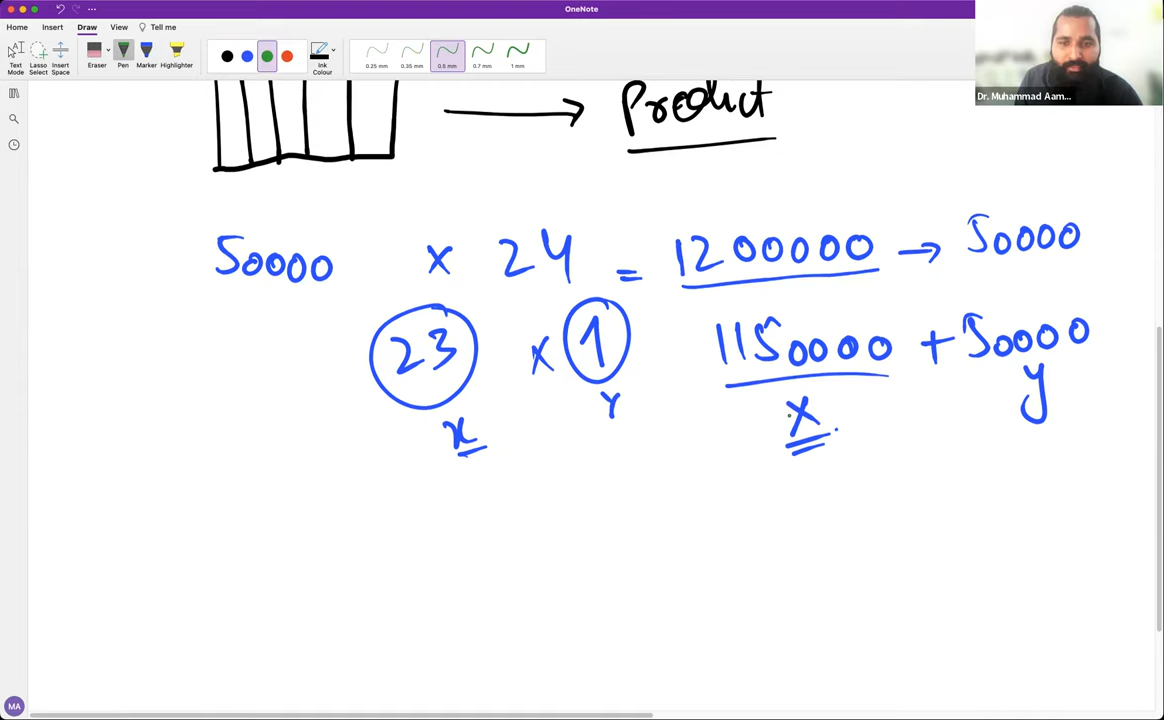 OneNote
Home Insert Draw View Tell me
Text Mode Lasso Select Insert Space Eraser Pen Marker Highlighter Ink Colour 0.25 mm 0.35 mm 0.5 mm 0.7 mm 1 mm
Dr. Muhammad Aam...
Product
50000 x 24 = 1200000 → 50000
23 x 1 1150000 + 50000
x Y X y
MA